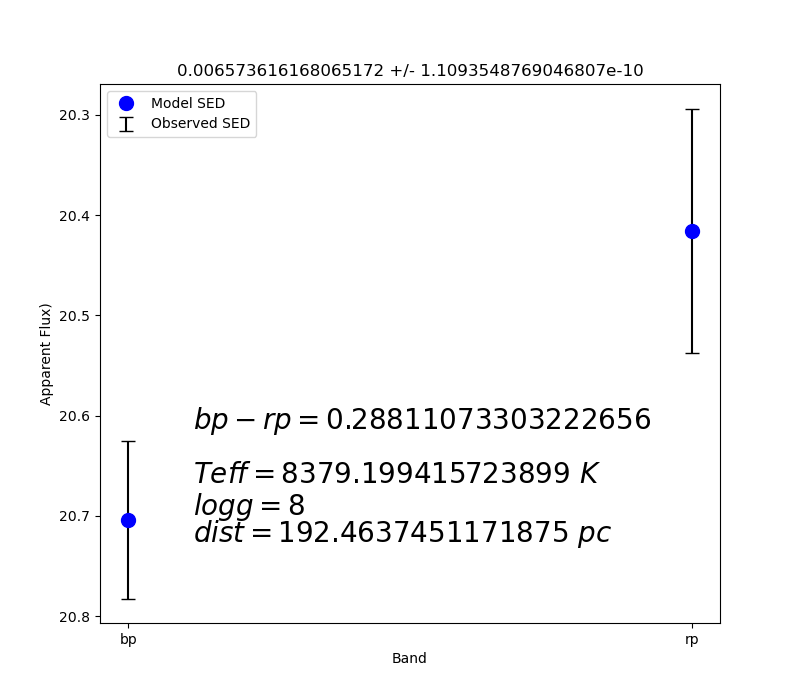 0.006573616168065172 +/- 1.1093548769046807e-10
Model SED
Observed SED
20.3
20.4
20.5
20.6
20.7
20.8
Apparent Flux)
bp − rp = 0.28811073303222656
Teff = 8379.199415723899 K
logg = 8
dist = 192.4637451171875 pc
bp
rp
Band